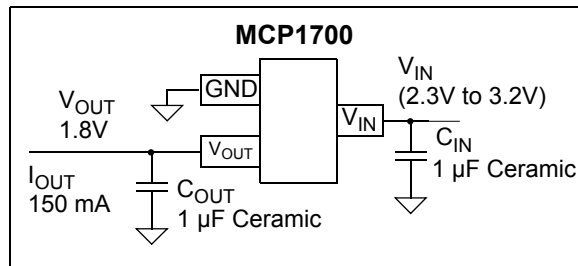 MCP1700
GND
V_IN
(2.3V to 3.2V)
V_OUT
1.8V
V_IN
V_OUT
C_IN
1 µF Ceramic
I_OUT
150 mA
C_OUT
1 µF Ceramic